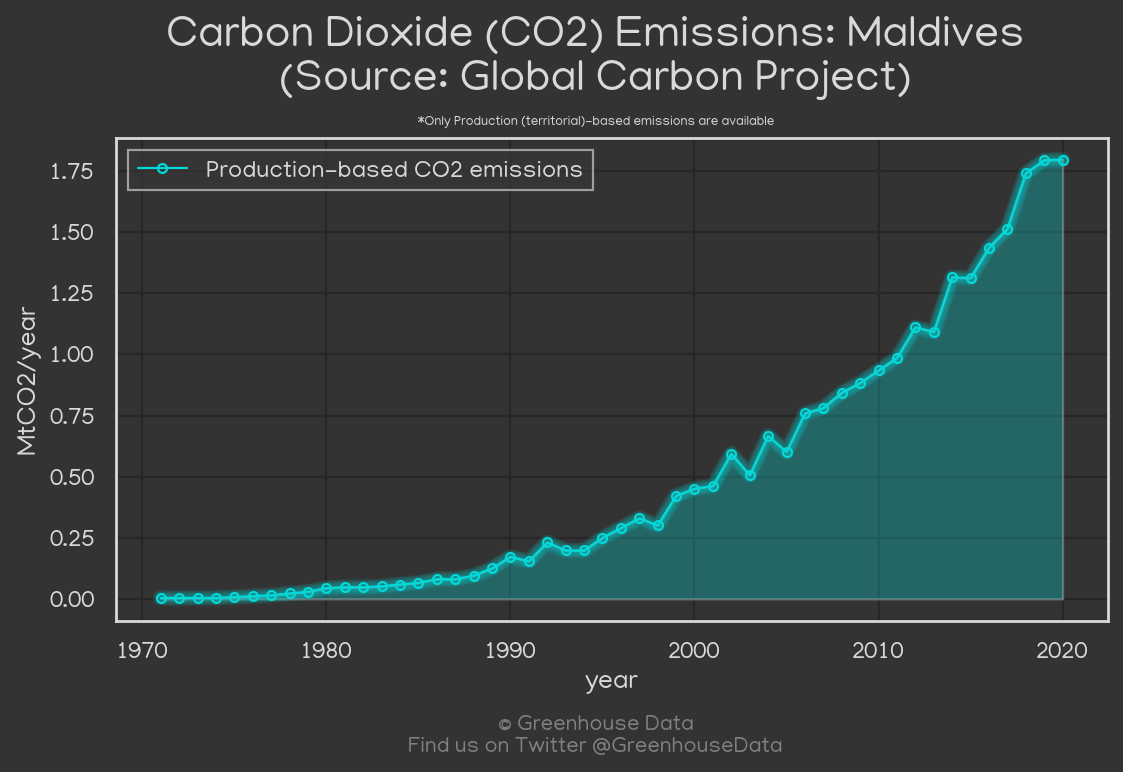 Carbon Dioxide (CO2) Emissions: Maldives
(Source: Global Carbon Project)
*Only Production (territorial)-based emissions are available
Production-based CO2 emissions
1.75
1.50
1.25
1.00
0.75
0.50
0.25
0.00
MtCO2/year
1970 1980 1990 2000 2010 2020
year
© Greenhouse Data
Find us on Twitter @GreenhouseData